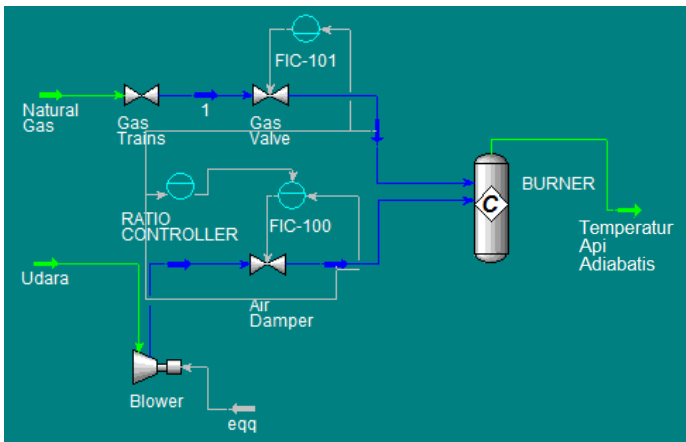 FIC-101
Natural
Gas
Gas
Trains
1
Gas
Valve
RATIO
CONTROLLER
FIC-100
C
BURNER
Temperatur
Api
Adiabatis
Udara
Air
Damper
Blower
eqq